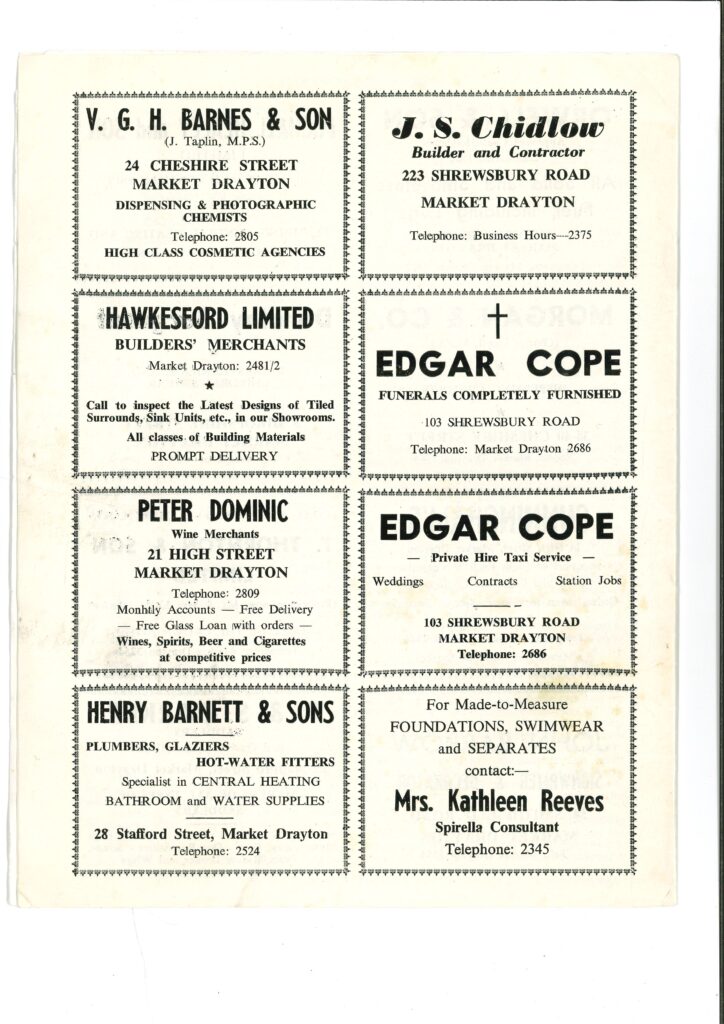 V. G. H. BARNES & SON
(J. Taplin, M.P.S.)
24 CHESHIRE STREET
MARKET DRAYTON
DISPENSING & PHOTOGRAPHIC
CHEMISTS
Telephone: 2805
HIGH CLASS COSMETIC AGENCIES
J. S. Chidlow
Builder and Contractor
223 SHREWSBURY ROAD
MARKET DRAYTON
Telephone: Business Hours—2375
HAWKESFORD LIMITED
BUILDERS' MERCHANTS
Market Drayton: 2481/2
★
Call to inspect the Latest Designs of Tiled
Surrounds, Sink Units, etc., in our Showrooms.
All classes of Building Materials
PROMPT DELIVERY
EDGAR COPE
FUNERALS COMPLETELY FURNISHED
103 SHREWSBURY ROAD
Telephone: Market Drayton 2686
PETER DOMINIC
Wine Merchants
21 HIGH STREET
MARKET DRAYTON
Telephone: 2809
Monhtly Accounts — Free Delivery
— Free Glass Loan with orders —
Wines, Spirits, Beer and Cigarettes
at competitive prices
EDGAR COPE
— Private Hire Taxi Service —
Weddings Contracts Station Jobs
103 SHREWSBURY ROAD
MARKET DRAYTON
Telephone: 2686
HENRY BARNETT & SONS
PLUMBERS, GLAZIERS
HOT-WATER FITTERS
Specialist in CENTRAL HEATING
BATHROOM and WATER SUPPLIES
28 Stafford Street, Market Drayton
Telephone: 2524
For Made-to-Measure
FOUNDATIONS, SWIMWEAR
and SEPARATES
contact:—
Mrs. Kathleen Reeves
Spirella Consultant
Telephone: 2345